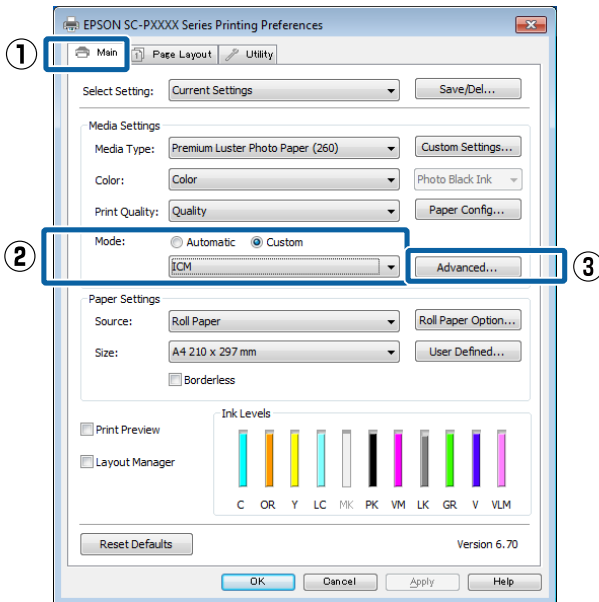 EPSON SC-PXXXX Series Printing Preferences
① Main Page Layout Utility
Select Setting: Current Settings Save/Del...
Media Settings
Media Type: Premium Luster Photo Paper (260) Custom Settings...
Color: Color Photo Black Ink
Print Quality: Quality Paper Config...
Mode: Automatic Custom
② ICM Advanced... ③
Paper Settings
Source: Roll Paper Roll Paper Option...
Size: A4 210 x 297 mm User Defined...
Borderless
Ink Levels
Print Preview
Layout Manager
C OR Y LC MK PK VM LK GR V VLM
Reset Defaults Version 6.70
OK Cancel Apply Help